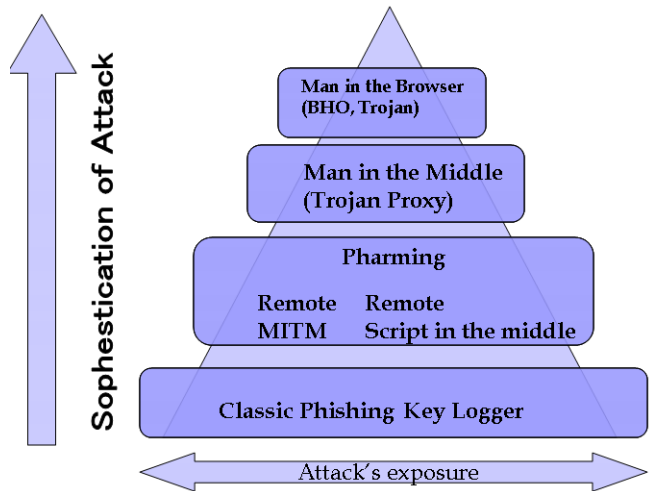 Sophestication of Attack
Man in the Browser
(BHO, Trojan)
Man in the Middle
(Trojan Proxy)
Pharming
Remote Remote
MITM Script in the middle
Classic Phishing Key Logger
Attack's exposure